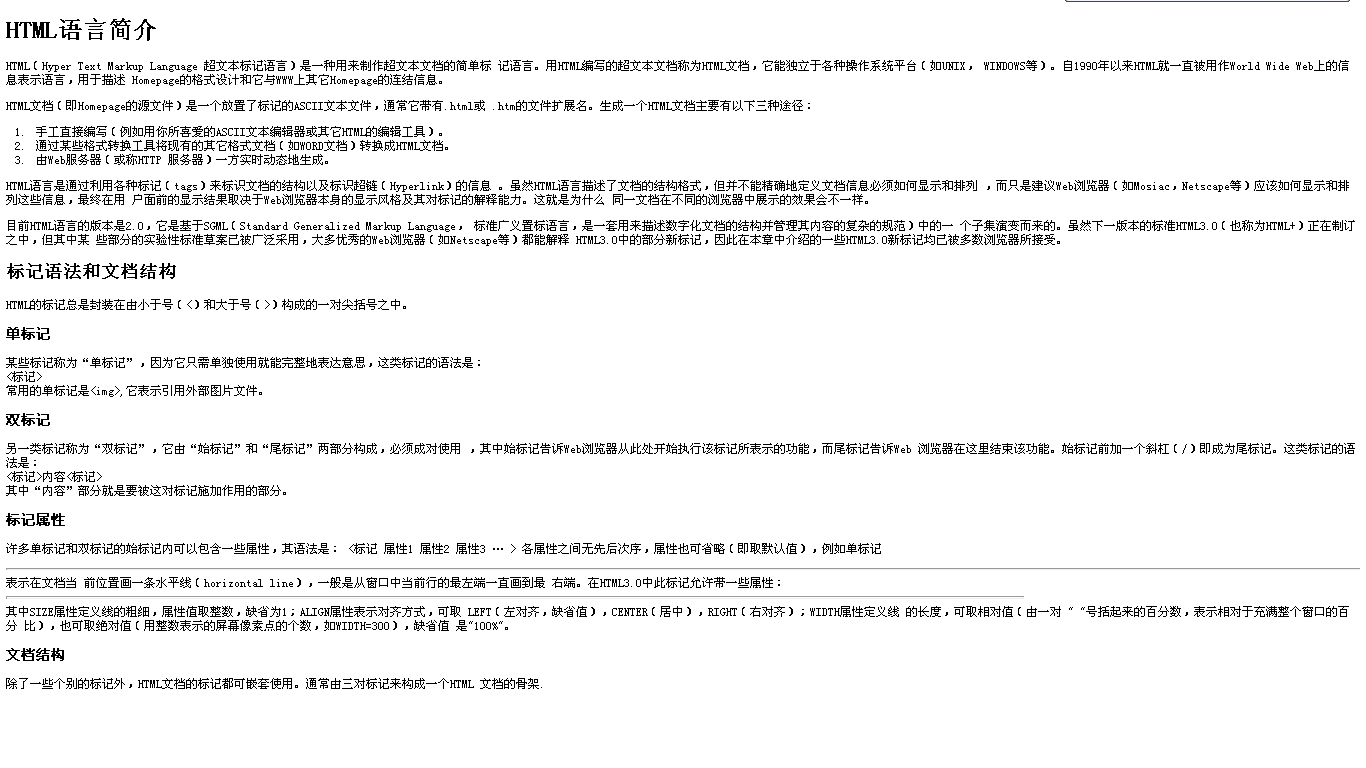 HTML语言简介
HTML(Hyper Text Markup Language 超文本标记语言)是一种用来制作超文本文档的简单标 记语言。用HTML编写的超文本文档称为HTML文档,它能独立于各种操作系统平台(如UNIX, WINDOWS等)。自1990年以来HTML就一直被用作World Wide Web上的信
息表示语言,用于描述 Homepage的格式设计和它与WWW上其它Homepage的连结信息。
HTML文档(即Homepage的源文件)是一个放置了标记的ASCII文本文件,通常它带有.html或 .htm的文件扩展名。生成一个HTML文档主要有以下三种途径:
1. 手工直接编写(例如用你所喜爱的ASCII文本编辑器或其它HTML的编辑工具)。
2. 通过某些格式转换工具将现有的其它格式文档(如WORD文档)转换成HTML文档。
3. 由Web服务器(或称HTTP 服务器)一方实时动态地生成。
HTML语言是通过利用各种标记(tags)来标识文档的结构以及标识超链(Hyperlink)的信息 。虽然HTML语言描述了文档的结构格式,但并不能精确地定义文档信息必须如何显示和排列 ,而只是建议Web浏览器(如Mosiac,Netscape等)应该如何显示和排
列这些信息,最终在用 户面前的显示结果取决于Web浏览器本身的显示风格及其对标记的解释能力。这就是为什么 同一文档在不同的浏览器中展示的效果会不一样。
目前HTML语言的版本是2.0,它是基于SGML(Standard Generalized Markup Language, 标准广义置标语言,是一套用来描述数字化文档的结构并管理其内容的复杂的规范)中的一 个子集演变而来的。虽然下一版本的标准HTML3.0(也称为HTML+)正在制订
之中,但其中某 些部分的实验性标准草案已被广泛采用,大多优秀的Web浏览器(如Netscape等)都能解释 HTML3.0中的部分新标记,因此在本章中介绍的一些HTML3.0新标记均已被多数浏览器所接受。
标记语法和文档结构
HTML的标记总是封装在由小于号(<)和大于号(>)构成的一对尖括号之中。
单标记
某些标记称为“单标记”,因为它只需单独使用就能完整地表达意思,这类标记的语法是:
<标记>
常用的单标记是<img>,它表示引用外部图片文件。
双标记
另一类标记称为“双标记”,它由“始标记”和“尾标记”两部分构成,必须成对使用 ,其中始标记告诉Web浏览器从此处开始执行该标记所表示的功能,而尾标记告诉Web 浏览器在这里结束该功能。始标记前加一个斜杠(/)即成为尾标记。这类标记的语
法是:
<标记>内容<标记>
其中“内容”部分就是要被这对标记施加作用的部分。
标记属性
许多单标记和双标记的始标记内可以包含一些属性,其语法是: <标记 属性1 属性2 属性3 … > 各属性之间无先后次序,属性也可省略(即取默认值),例如单标记
表示在文档当 前位置画一条水平线(horizontal line),一般是从窗口中当前行的最左端一直画到最 右端。在HTML3.0中此标记允许带一些属性:
其中SIZE属性定义线的粗细,属性值取整数,缺省为1;ALIGN属性表示对齐方式,可取 LEFT(左对齐,缺省值),CENTER(居中),RIGHT(右对齐);WIDTH属性定义线 的长度,可取相对值(由一对 " "号括起来的百分数,表示相对于充满整个窗口的百
分 比),也可取绝对值(用整数表示的屏幕像素点的个数,如WIDTH=300),缺省值 是"100%"。
文档结构
除了一些个别的标记外,HTML文档的标记都可嵌套使用。通常由三对标记来构成一个HTML 文档的骨架.